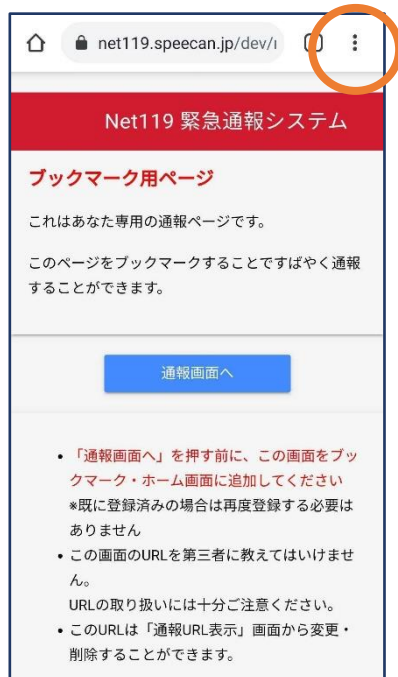 net119.speecan.jp/dev/
Net119 緊急通報システム
ブックマーク用ページ
これはあなた専用の通報ページです。
このページをブックマークすることですばやく通報
することができます。
通報画面へ
• 「通報画面へ」を押す前に、この画面をブッ
クマーク・ホーム画面に追加してください
*既に登録済みの場合は再度登録する必要は
ありません
• この画面のURLを第三者に教えてはいけませ
ん。
URLの取り扱いには十分ご注意ください。
• このURLは「通報URL表示」画面から変更・
削除することができます。